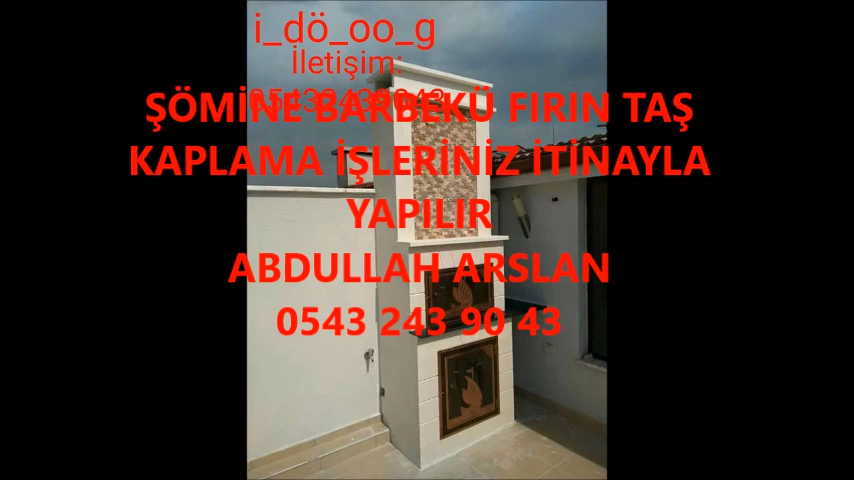 i_dö_oo_g
İletişim:
05432439043
ŞÖMİNE BARBEKÜ FIRIN TAŞ
KAPLAMA İŞLERİNİZ İTİNAYLA
YAPILIR
ABDULLAH ARSLAN
0543 243 90 43